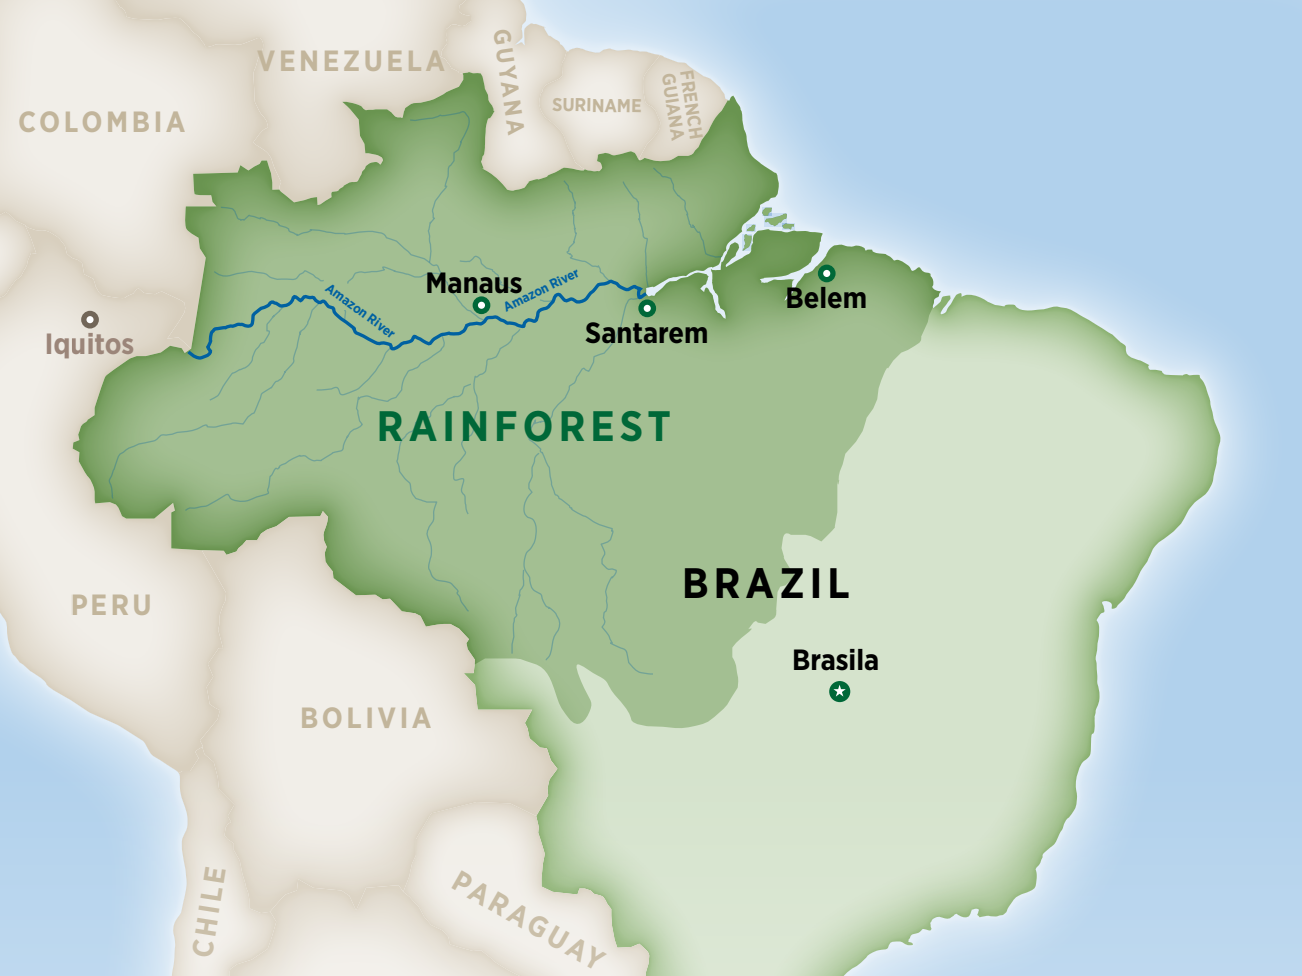 VENEZUELA
GUYANA
SURINAME
FRENCH
GUIANA
COLOMBIA
Manaus
Amazon River
Amazon River
Belem
Santarem
Iquitos
RAINFOREST
BRAZIL
PERU
Brasila
BOLIVIA
CHILE
PARAGUAY